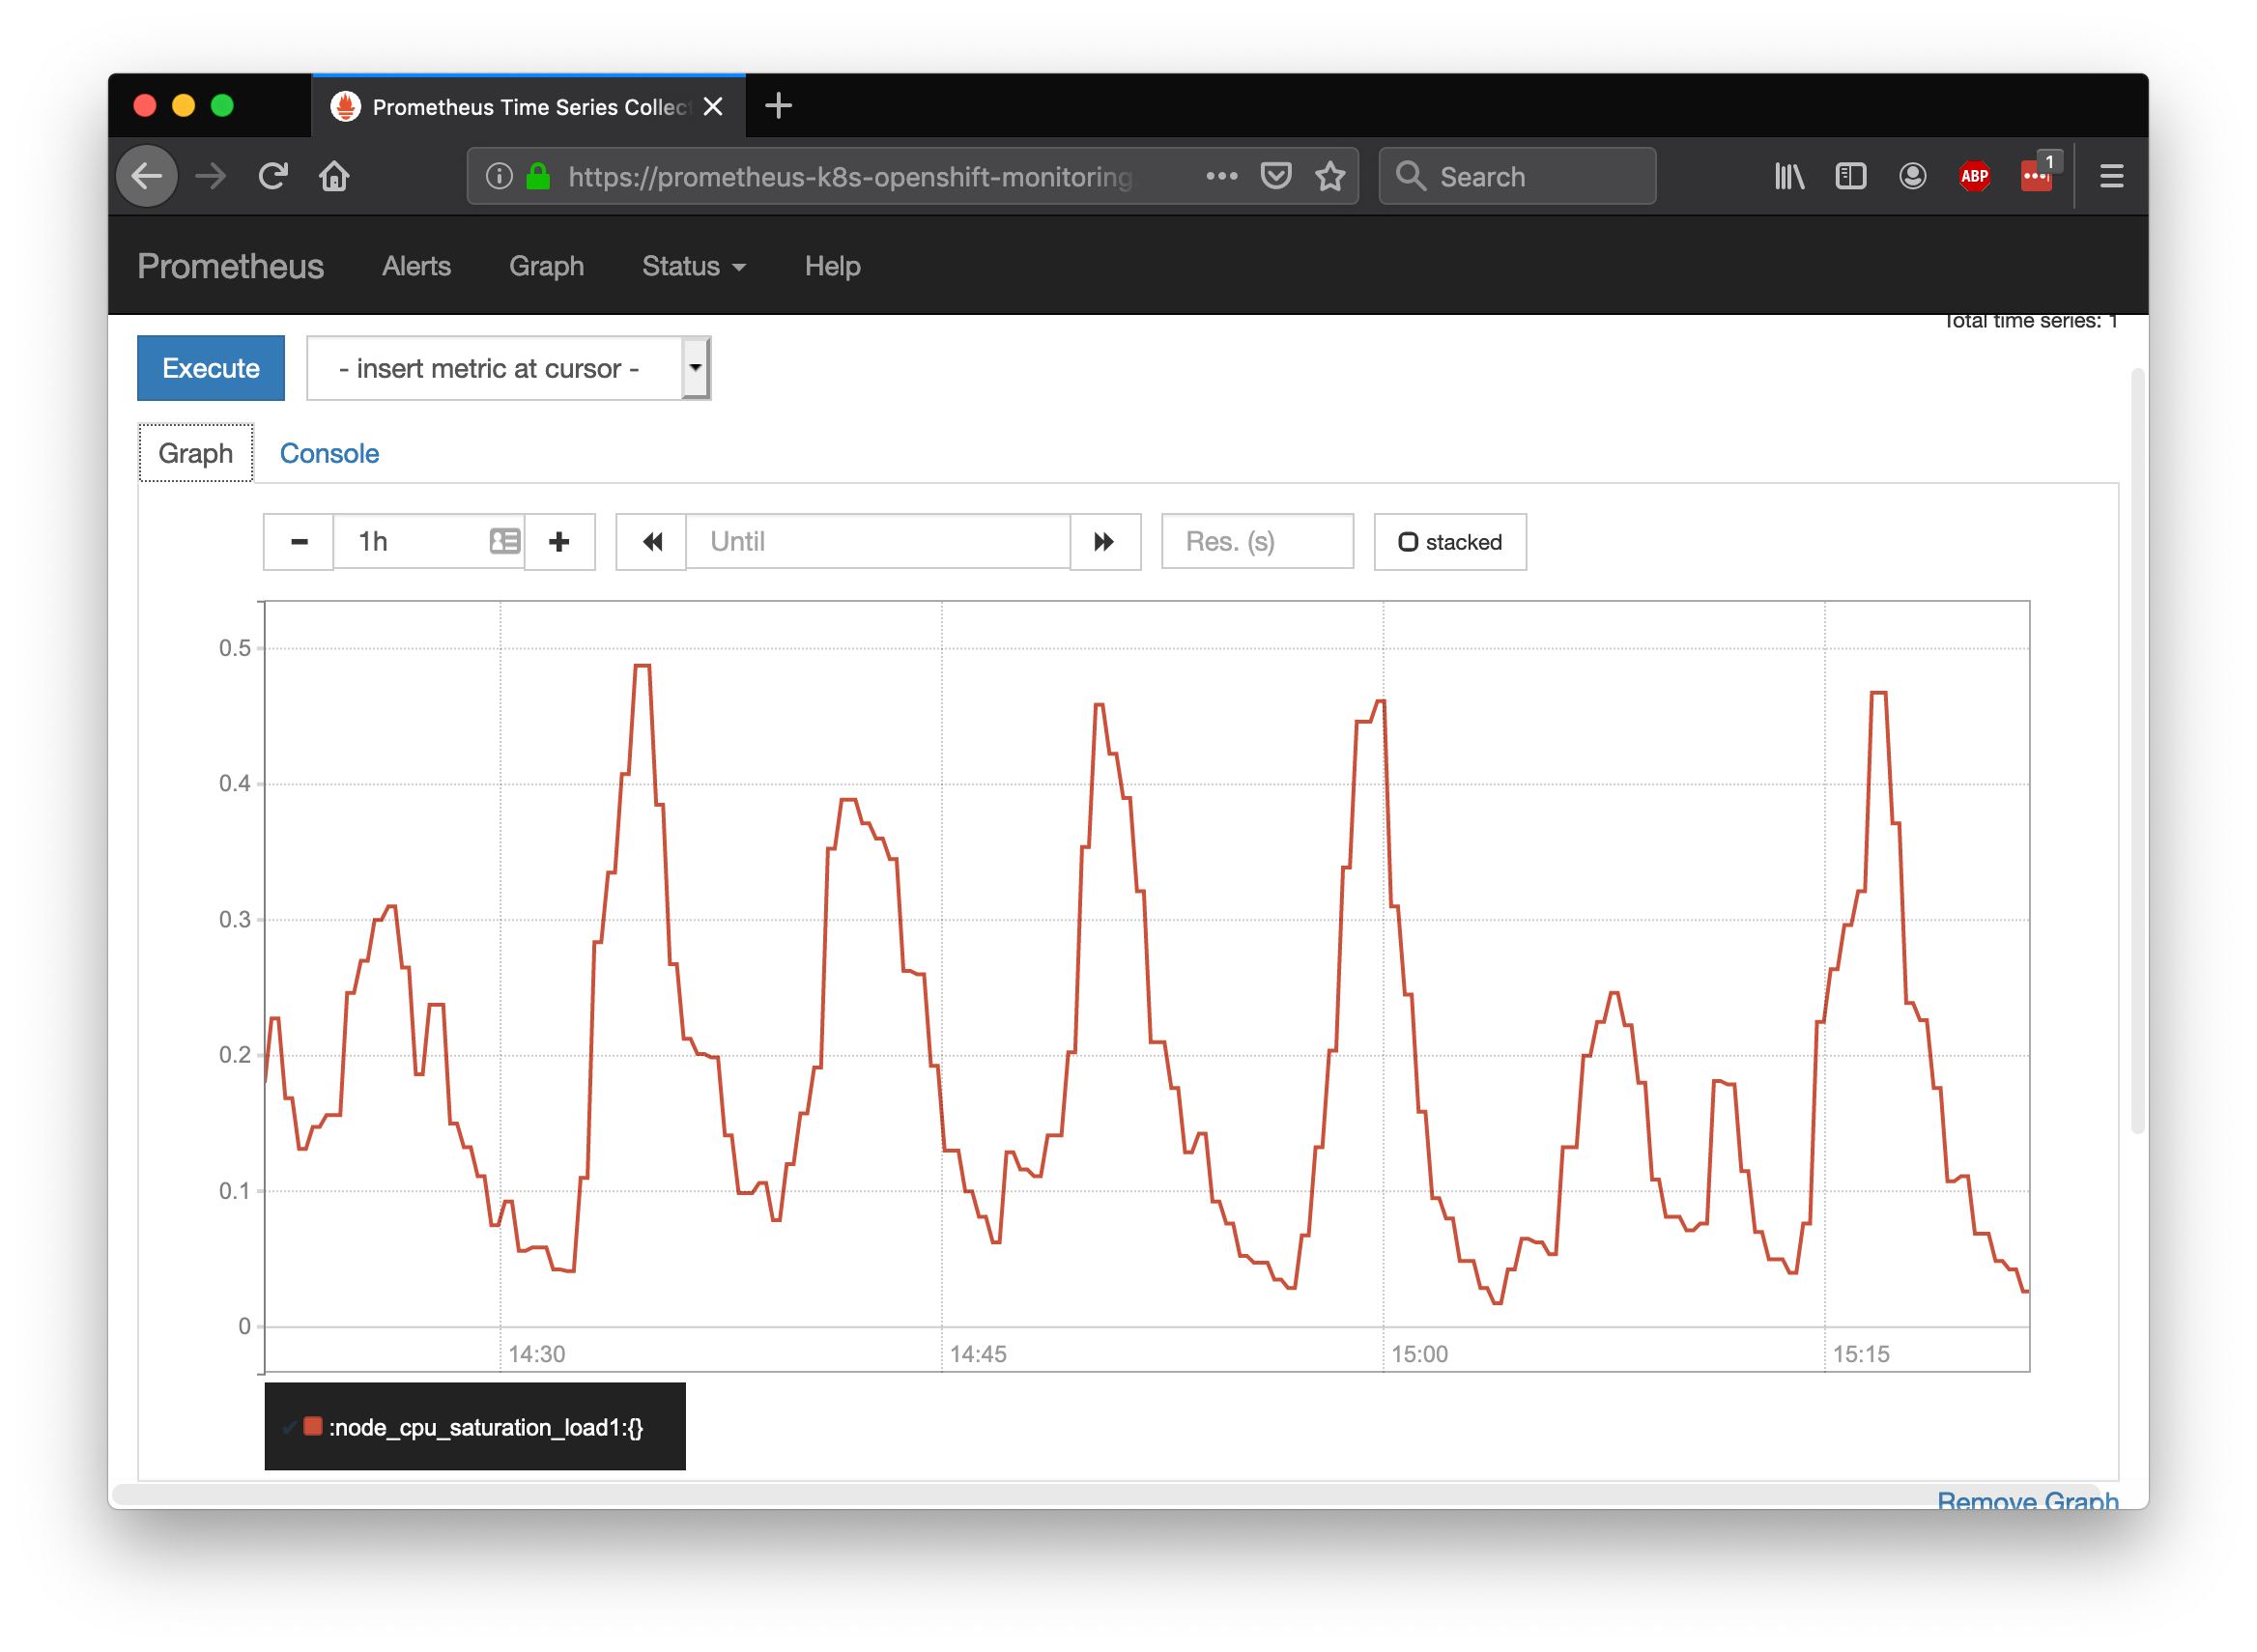 Prometheus Time Series Collec
https://prometheus-k8s-openshift-monitoring
Search
ABP
1
Prometheus Alerts Graph Status Help
Total time series: 1
Execute
- insert metric at cursor -
Graph Console
1h
Until
Res. (s)
stacked
0.5
0.4
0.3
0.2
0.1
0
14:30 14:45 15:00 15:15
:node_cpu_saturation_load1:{}
Remove Graph